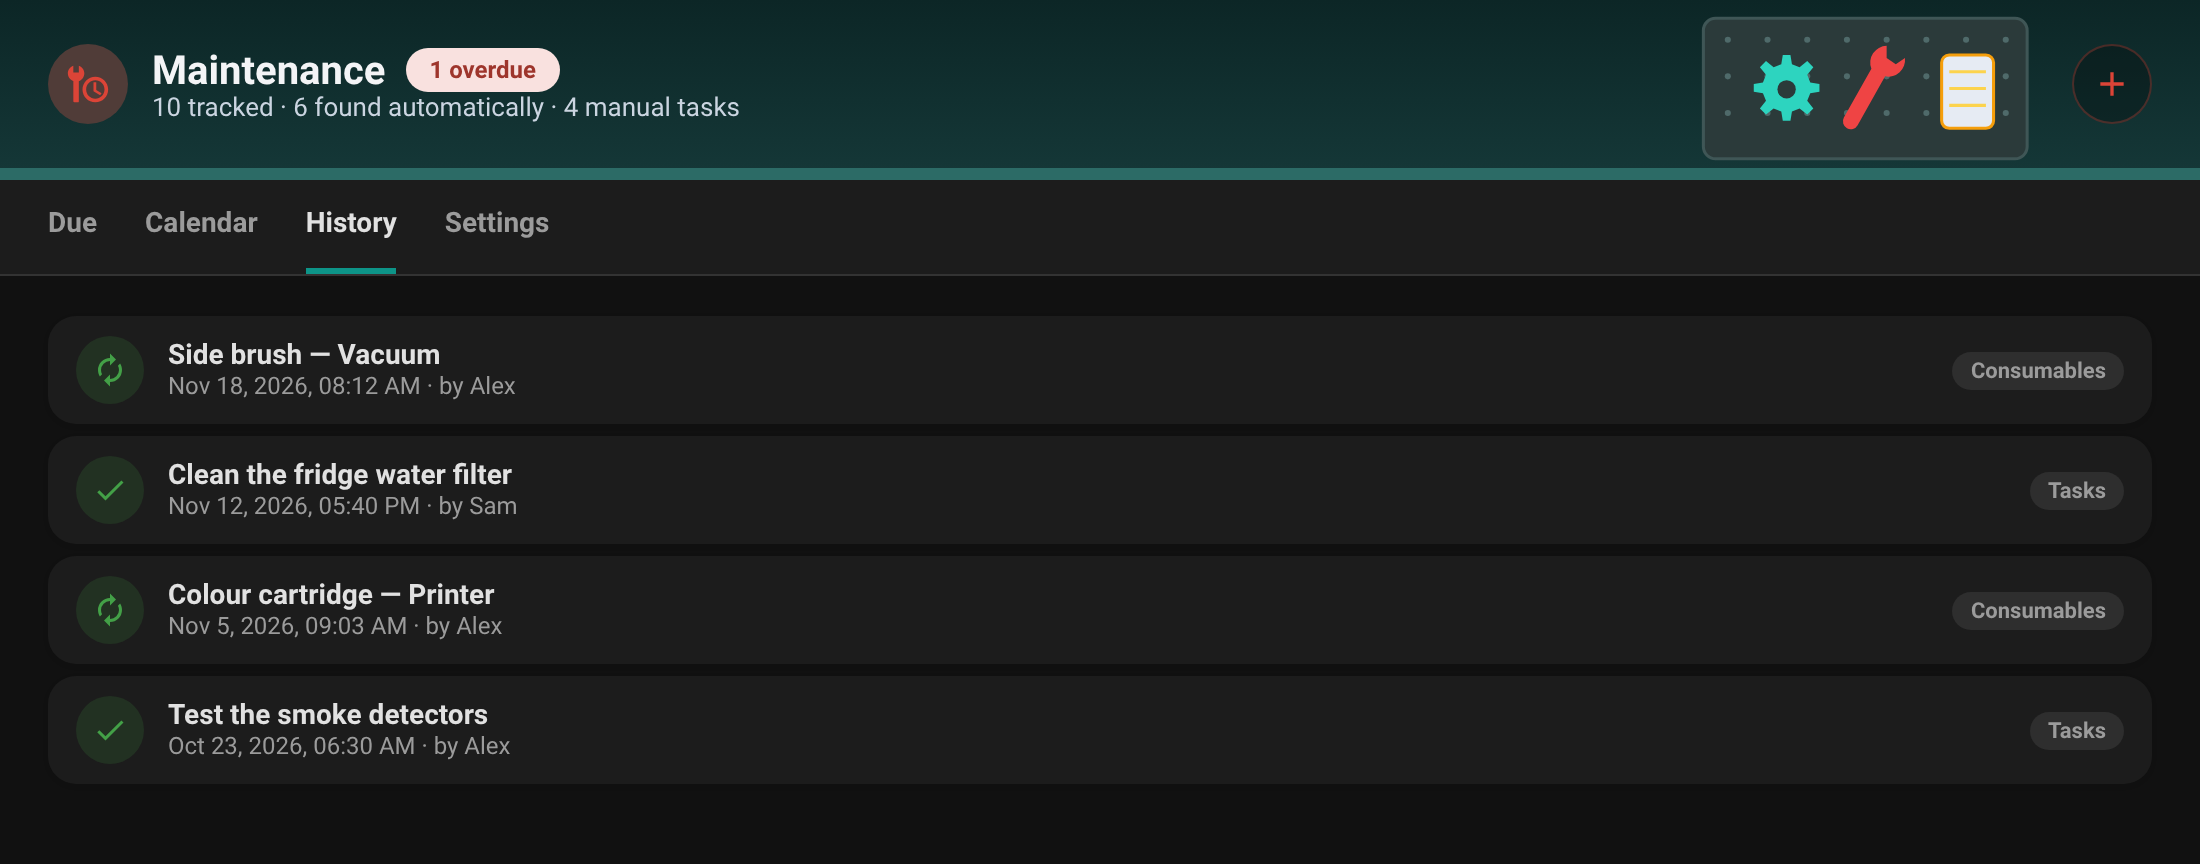 Maintenance
1 overdue
10 tracked · 6 found automatically · 4 manual tasks
Due
Calendar
History
Settings
Side brush — Vacuum
Nov 18, 2026, 08:12 AM · by Alex
Consumables
Clean the fridge water filter
Nov 12, 2026, 05:40 PM · by Sam
Tasks
Colour cartridge — Printer
Nov 5, 2026, 09:03 AM · by Alex
Consumables
Test the smoke detectors
Oct 23, 2026, 06:30 AM · by Alex
Tasks